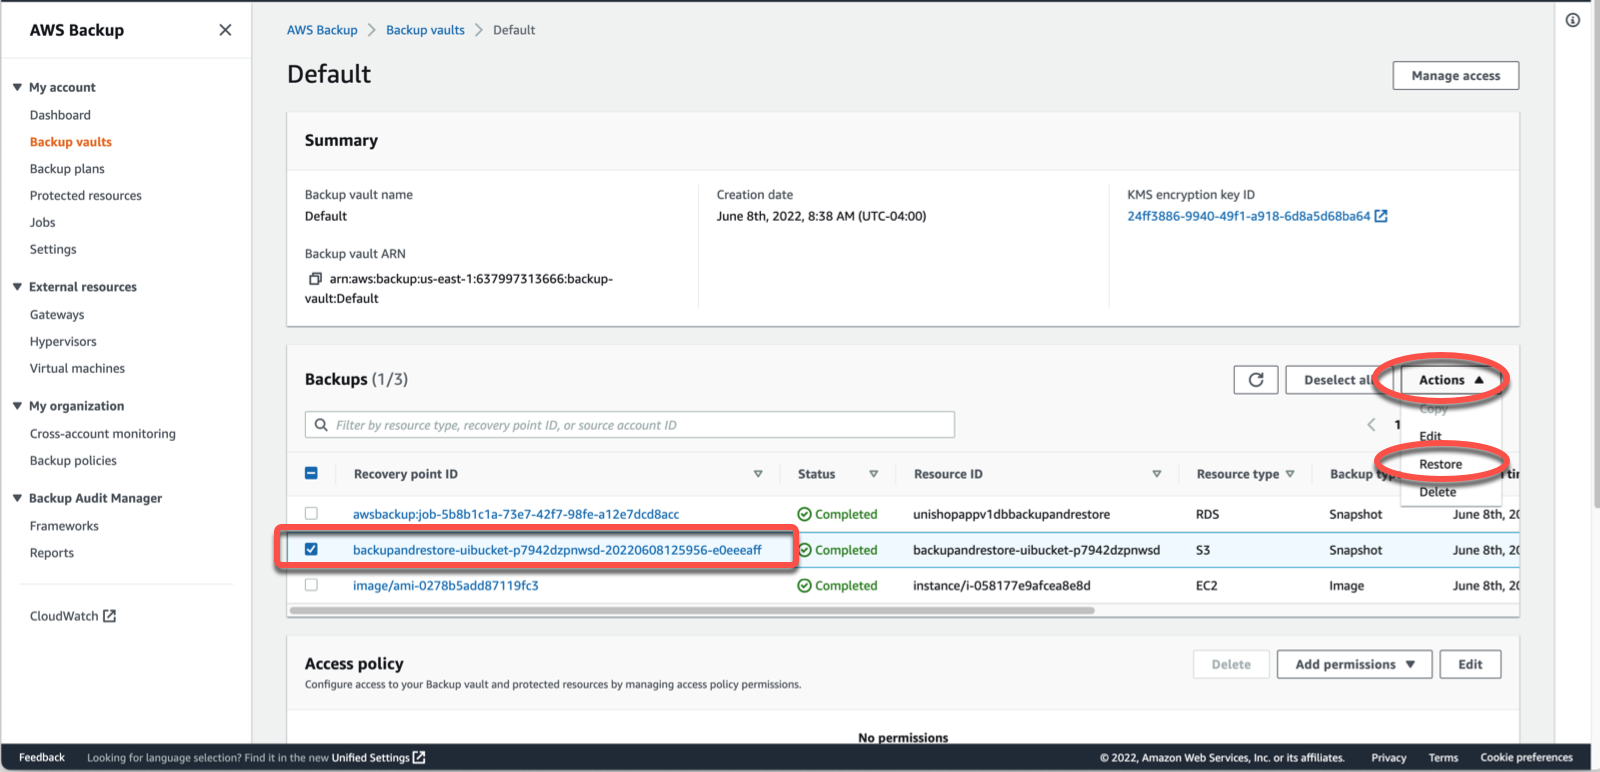 AWS Backup
My account
Dashboard
Backup vaults
Backup plans
Protected resources
Jobs
Settings
External resources
Gateways
Hypervisors
Virtual machines
My organization
Cross-account monitoring
Backup policies
Backup Audit Manager
Frameworks
Reports
CloudWatch
AWS Backup > Backup vaults > Default
Default
Manage access
Summary
Backup vault name
Default
Backup vault ARN
arn:aws:backup:us-east-1:637997313666:backup-
vault:Default
Creation date
June 8th, 2022, 8:38 AM (UTC-04:00)
KMS encryption key ID
24ff3886-9940-49f1-a918-6d8a5d68ba64
Backups (1/3)
Deselect all
Actions
Copy
Edit
Restore
Delete
Filter by resource type, recovery point ID, or source account ID
1
Recovery point ID Status Resource ID Resource type Backup
awsbackup:job-5b8b1c1a-73e7-42f7-98fe-a12e7dcd8acc Completed unishopappv1dbbackupandrestore RDS Snapshot June 8th, 20
backupandrestore-uibucket-p7942dzpnwsd-20220608125956-e0eeeaff Completed backupandrestore-uibucket-p7942dzpnwsd S3 Snapshot June 8th, 20
image/ami-0278b5add87119fc3 Completed instance/i-058177e9afcea8e8d EC2 Image June 8th, 20
Access policy
Configure access to your Backup vault and protected resources by managing access policy permissions.
Delete
Add permissions
Edit
No permissions
Feedback Looking for language selection? Find it in the new Unified Settings
© 2022, Amazon Web Services, Inc. or its affiliates. Privacy Terms Cookie preferences